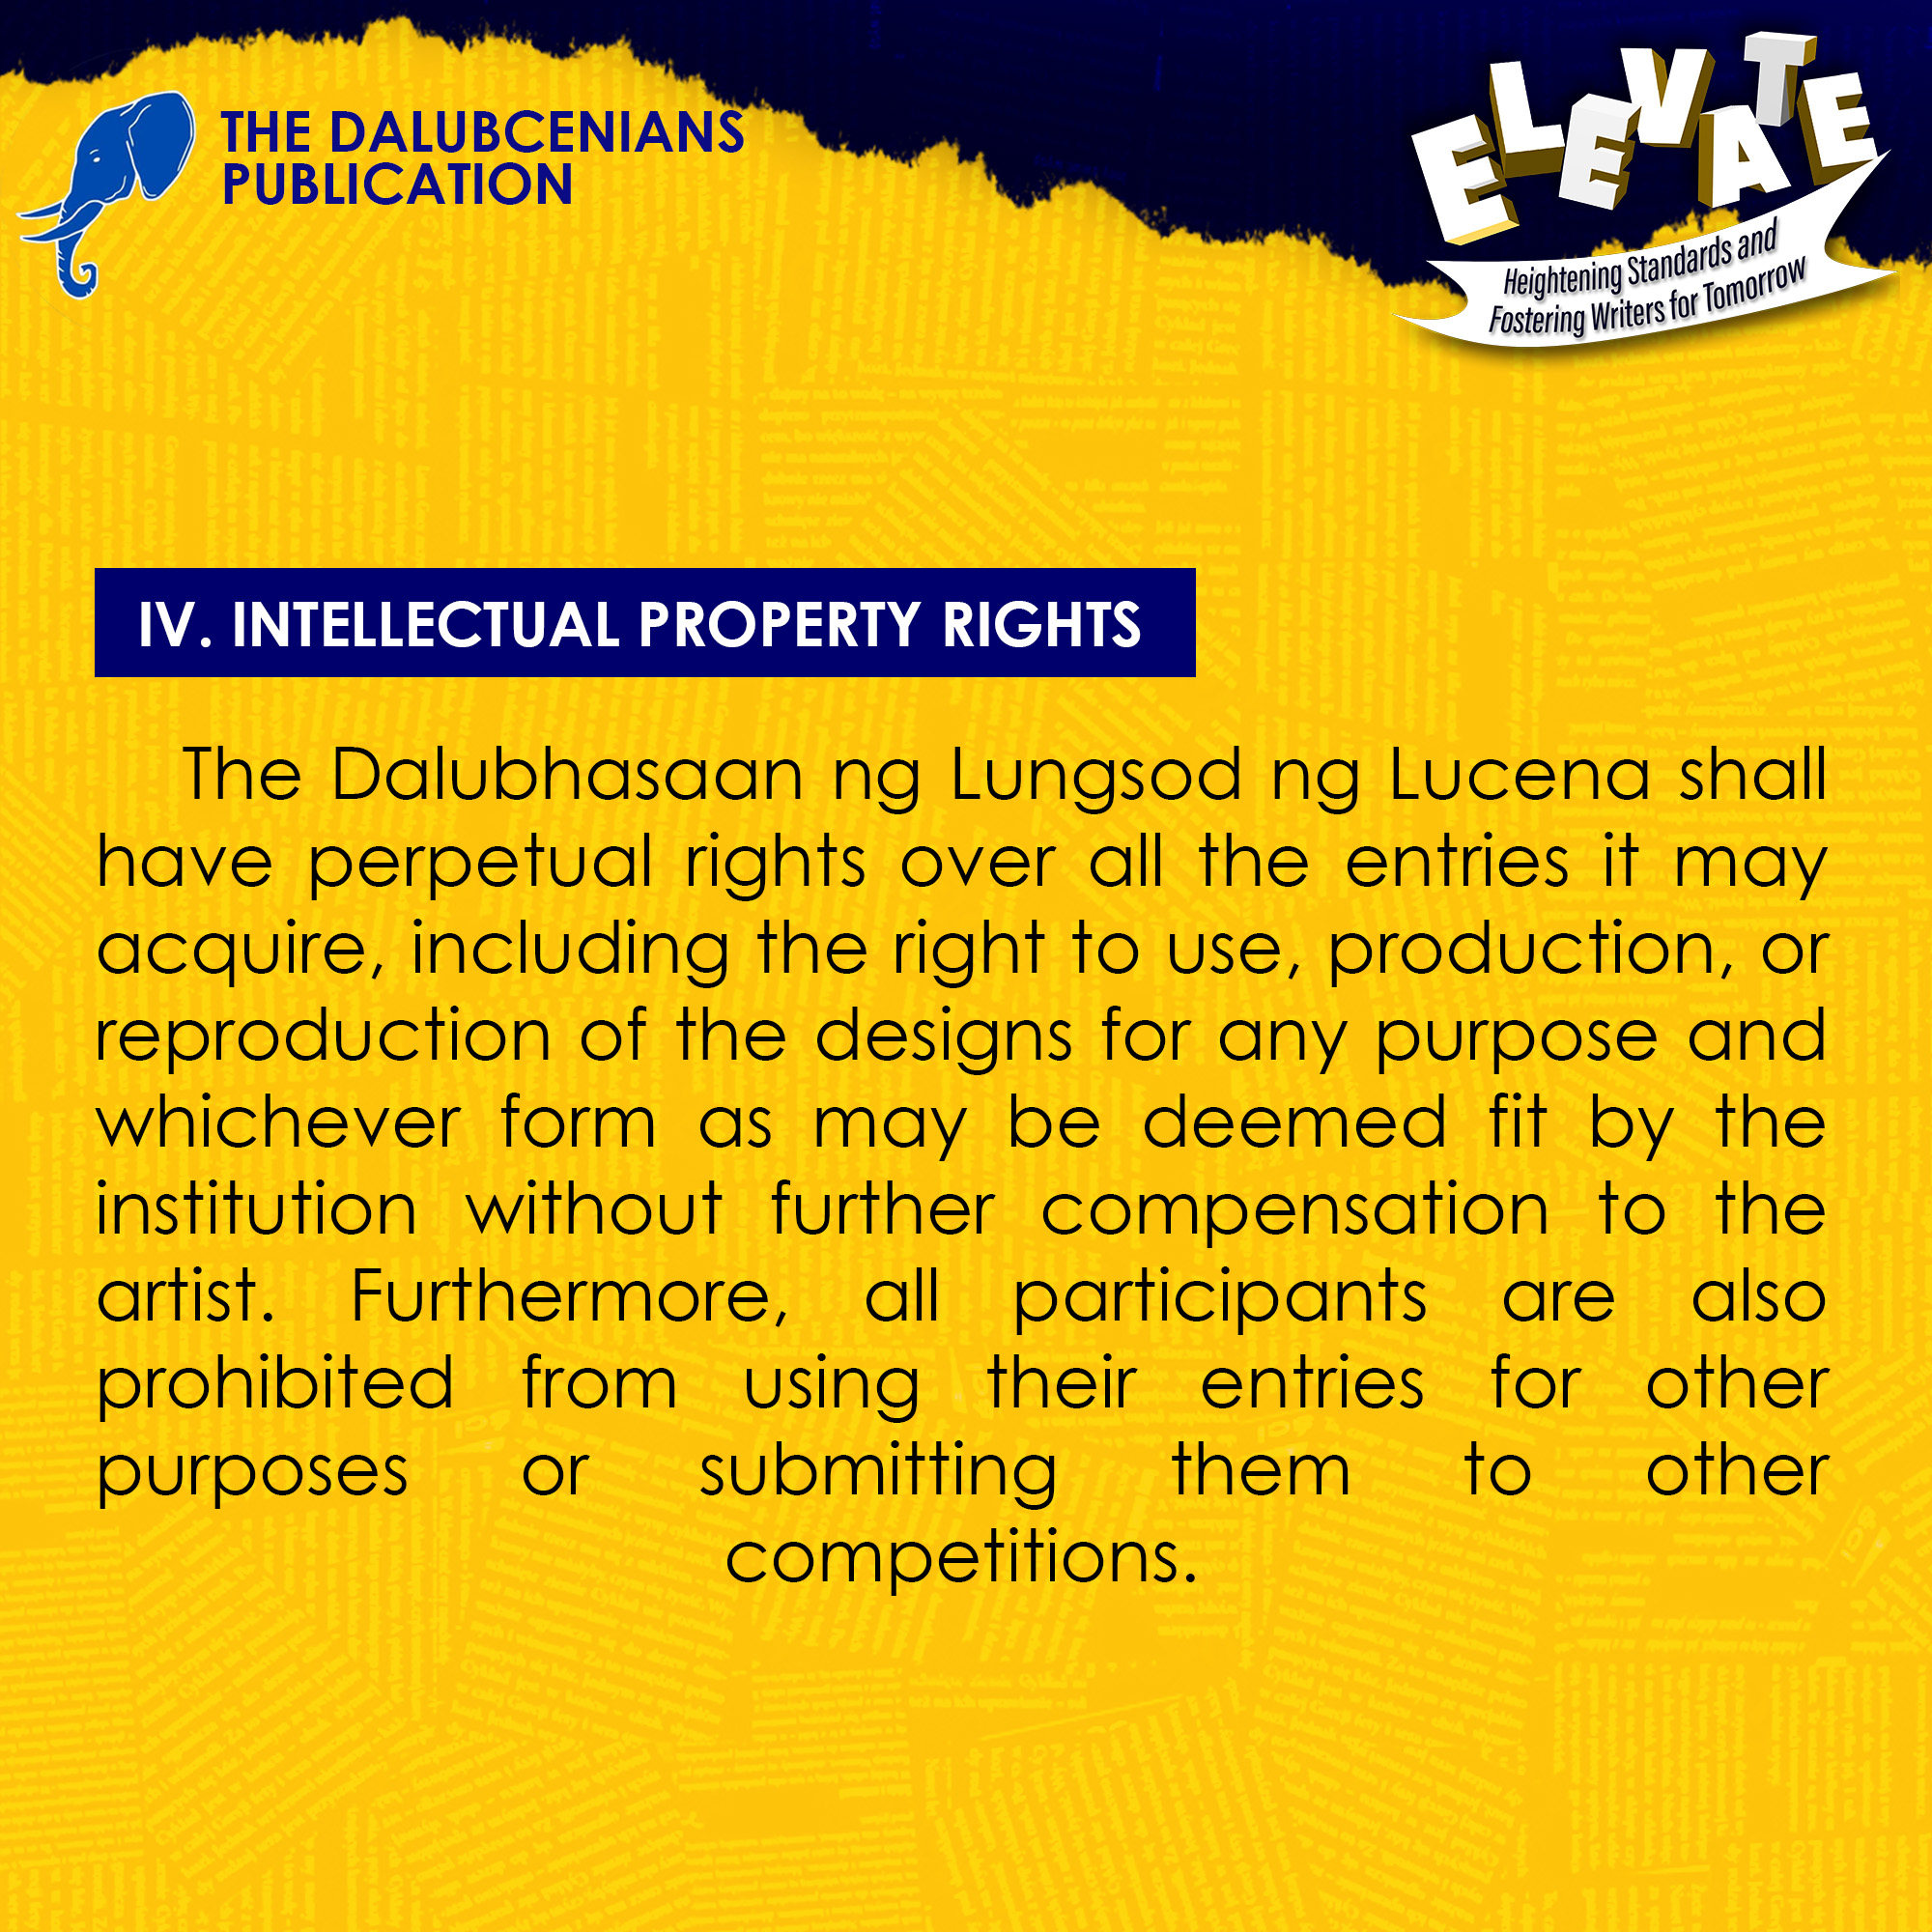 THE DALUBCENIANS
PUBLICATION
ELEVATE
Heightening Standards and
Fostering Writers for Tomorrow
IV. INTELLECTUAL PROPERTY RIGHTS
The Dalubhasaan ng Lungsod ng Lucena shall
have perpetual rights over all the entries it may
acquire, including the right to use, production, or
reproduction of the designs for any purpose and
whichever form as may be deemed fit by the
institution without further compensation to the
artist. Furthermore, all participants are also
prohibited from using their entries for other
purposes or submitting them to other
competitions.